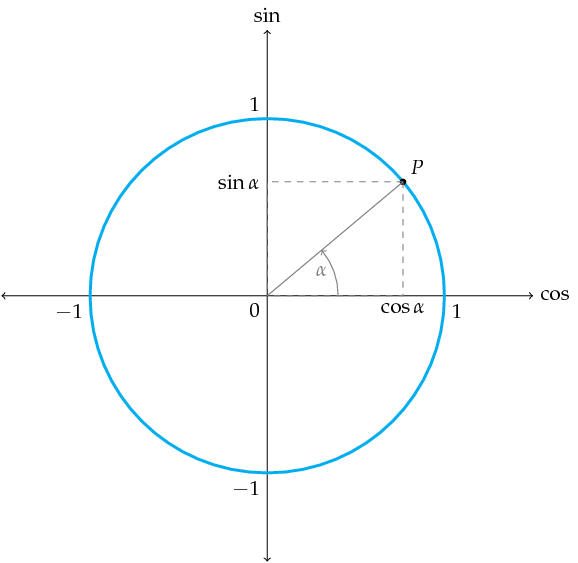 sin
1
P
sin α
α
cos
−1
0
cos α
1
−1